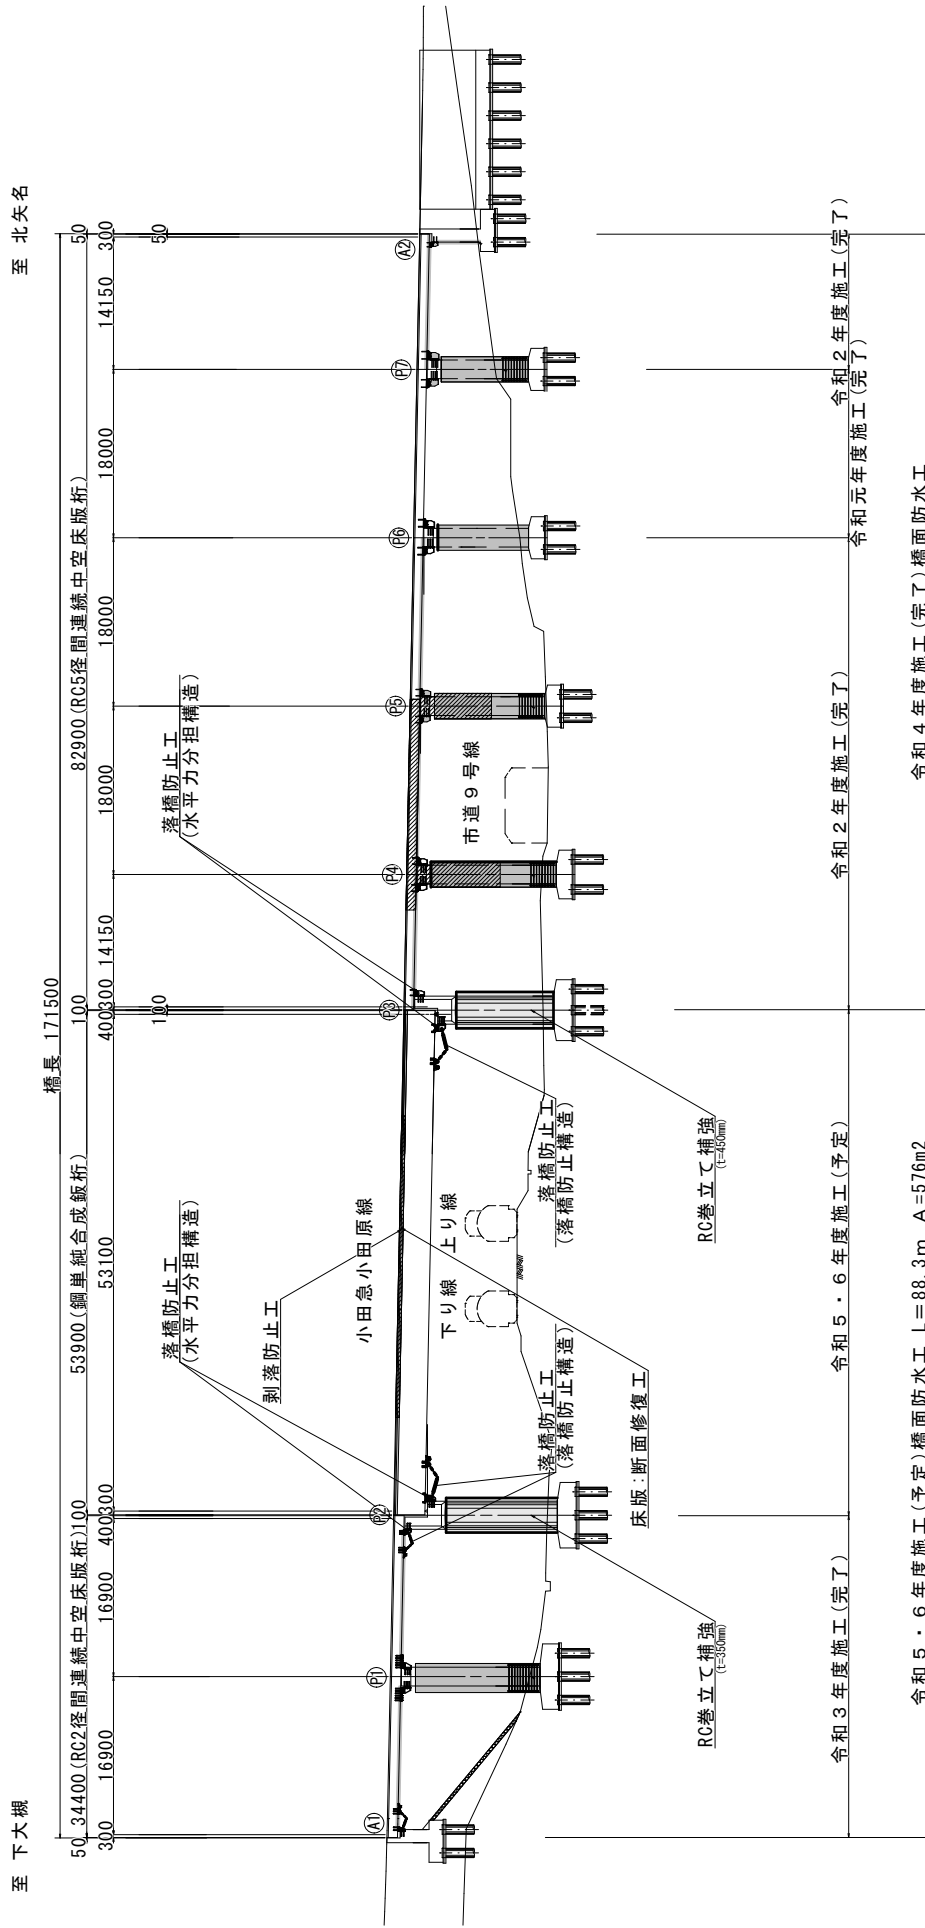 至 下大槻
至 北矢名
橋長 171500
50
34400(RC2径間連続中空床版桁)
100
53900(鋼単純合成鈑桁)
100
82900(RC5径間連続中空床版桁)
50
300
16900
16900
400
300
53100
400
300
14150
18000
18000
18000
14150
300
100
50
落橋防止工
(水平力分担構造)
落橋防止工
(水平力分担構造)
剥落防止工
小田急小田原線
A1
P1
P2
P3
P4
P5
P6
P7
A2
下り線
上り線
市道9号線
落橋防止工
(落橋防止構造)
落橋防止工
(落橋防止構造)
床版:断面修復工
RC巻立て補強
(t=350mm)
RC巻立て補強
(t=450mm)
令和3年度施工(完了)
令和5・6年度施工(予定)
令和2年度施工(完了)
令和元年度施工(完了)
令和2年度施工(完了)
令和5・6年度施工(予定)橋面防水工 L=88.3m A=576m2
令和4年度施工(完了)橋面防水工